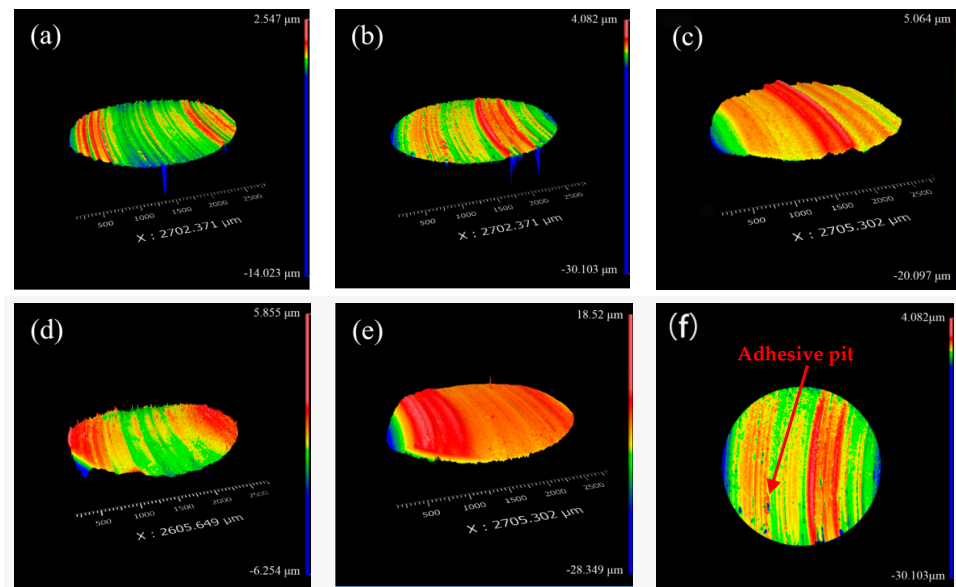 (a)
2.547 μm
500
1000
1500
2000
2500
X : 2702.371 μm
-14.023 μm
(b)
4.082 μm
500
1000
1500
2000
2500
X : 2702.371 μm
-30.103 μm
(c)
5.064 μm
500
1000
1500
2000
2500
X : 2705.302 μm
-20.097 μm
(d)
5.855 μm
500
1000
1500
2000
2500
X : 2605.649 μm
-6.254 μm
(e)
18.52 μm
500
1000
1500
2000
2500
X : 2705.302 μm
-28.349 μm
(f)
4.082μm
Adhesive pit
-30.103μm